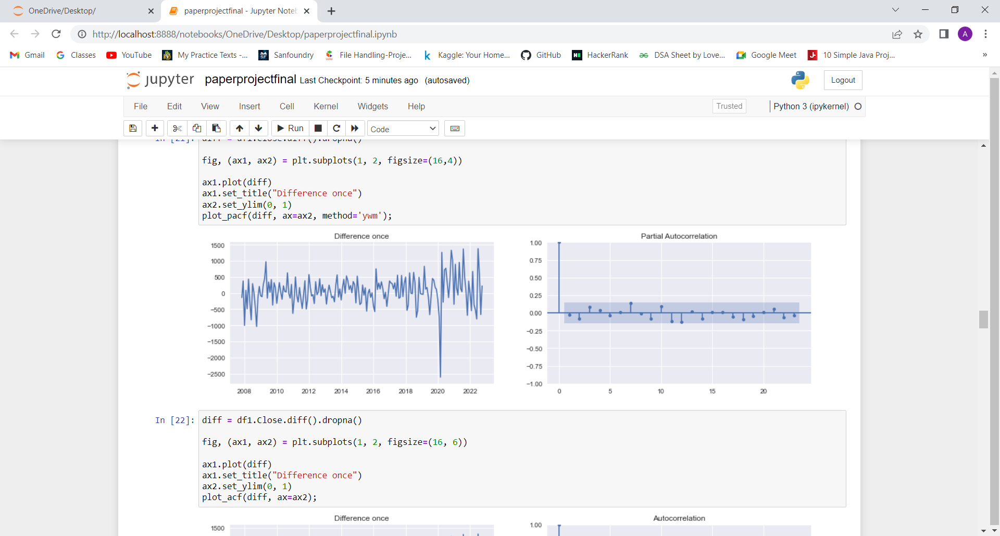 OneDrive/Desktop/
paperprojectfinal - Jupyter Noteb
http://localhost:8888/notebooks/OneDrive/Desktop/paperprojectfinal.ipynb
A
Gmail Classes YouTube My Practice Texts -... Sanfoundry File Handling-Proje... Kaggle: Your Home... GitHub HackerRank DSA Sheet by Love... Google Meet 10 Simple Java Proj... »
jupyter paperprojectfinal Last Checkpoint: 5 minutes ago (autosaved) Logout
File Edit View Insert Cell Kernel Widgets Help Trusted Python 3 (ipykernel)
Run Code
In [21]: diff = df1.Close.diff().dropna()
fig, (ax1, ax2) = plt.subplots(1, 2, figsize=(16,4))
ax1.plot(diff)
ax1.set_title("Difference once")
ax2.set_ylim(0, 1)
plot_pacf(diff, ax=ax2, method='ywm');
Difference once
1500
1000
500
0
−500
−1000
−1500
−2000
−2500
2008 2010 2012 2014 2016 2018 2020 2022
Partial Autocorrelation
1.00
0.75
0.50
0.25
0.00
−0.25
−0.50
−0.75
−1.00
0 5 10 15 20
In [22]: diff = df1.Close.diff().dropna()
fig, (ax1, ax2) = plt.subplots(1, 2, figsize=(16, 6))
ax1.plot(diff)
ax1.set_title("Difference once")
ax2.set_ylim(0, 1)
plot_acf(diff, ax=ax2);
Difference once
1500
Autocorrelation
1.00